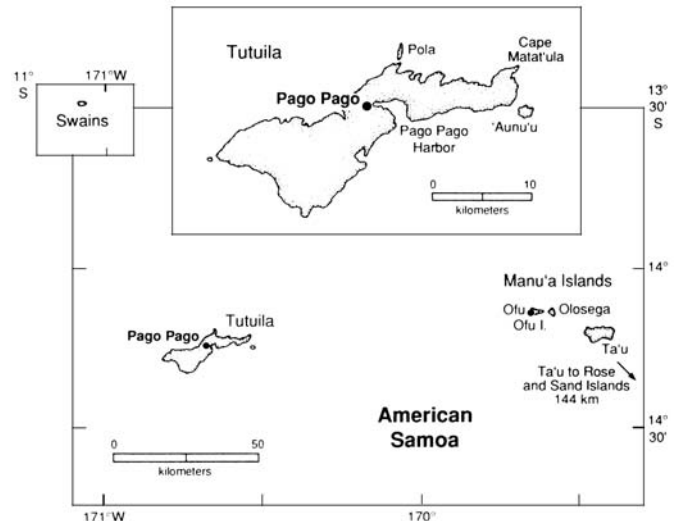 Tutuila
Pola
Cape
Matat'ula
11°
S
171°W
Swains
Pago Pago
13°
30'
S
'Aunu'u
Pago Pago
Harbor
0 10
kilometers
14°
Manu'a Islands
Ofu
Olosega
Ofu I.
Tutuila
Pago Pago
Ta'u
Ta'u to Rose
and Sand Islands
144 km
American
Samoa
0 50
kilometers
14°
30'
171°W
170°